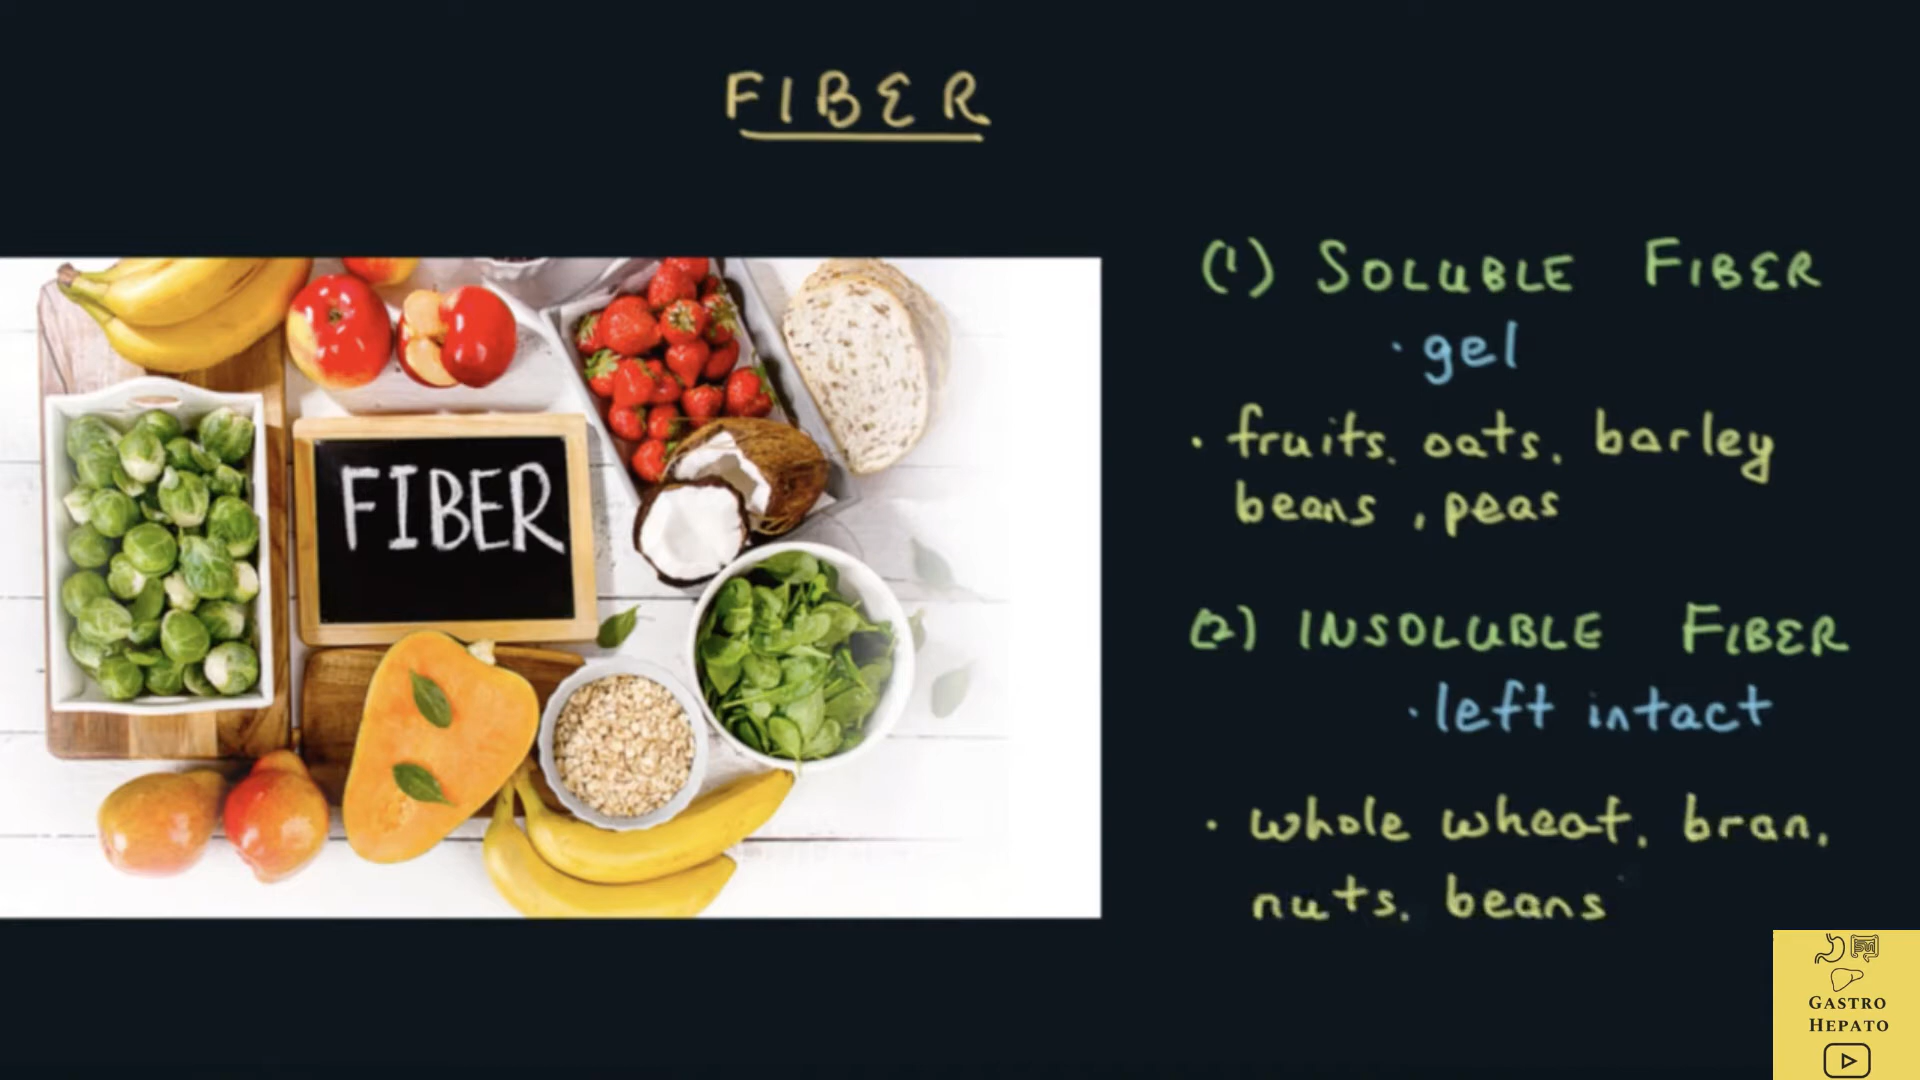 FIBER
FIBER
(1) SOLUBLE FIBER
· gel
· fruits. oats. barley
beans , peas
(2) INSOLUBLE FIBER
· left intact
· whole wheat. bran,
nuts. beans
GASTRO
HEPATO